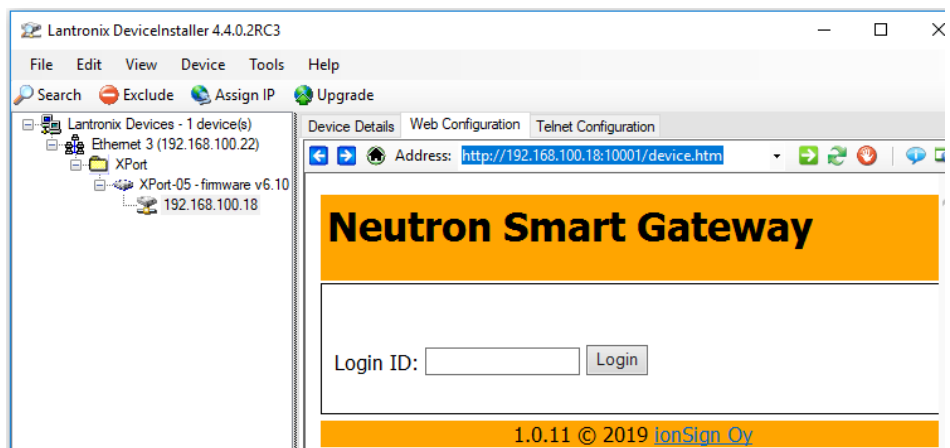 Lantronix DeviceInstaller 4.4.0.2RC3
File Edit View Device Tools Help
Search Exclude Assign IP Upgrade
Lantronix Devices - 1 device(s)
Ethernet 3 (192.168.100.22)
XPort
XPort-05 - firmware v6.10
192.168.100.18
Device Details Web Configuration Telnet Configuration
Address: http://192.168.100.18:10001/device.htm
Neutron Smart Gateway
Login ID: Login
1.0.11 © 2019 ionSign Oy